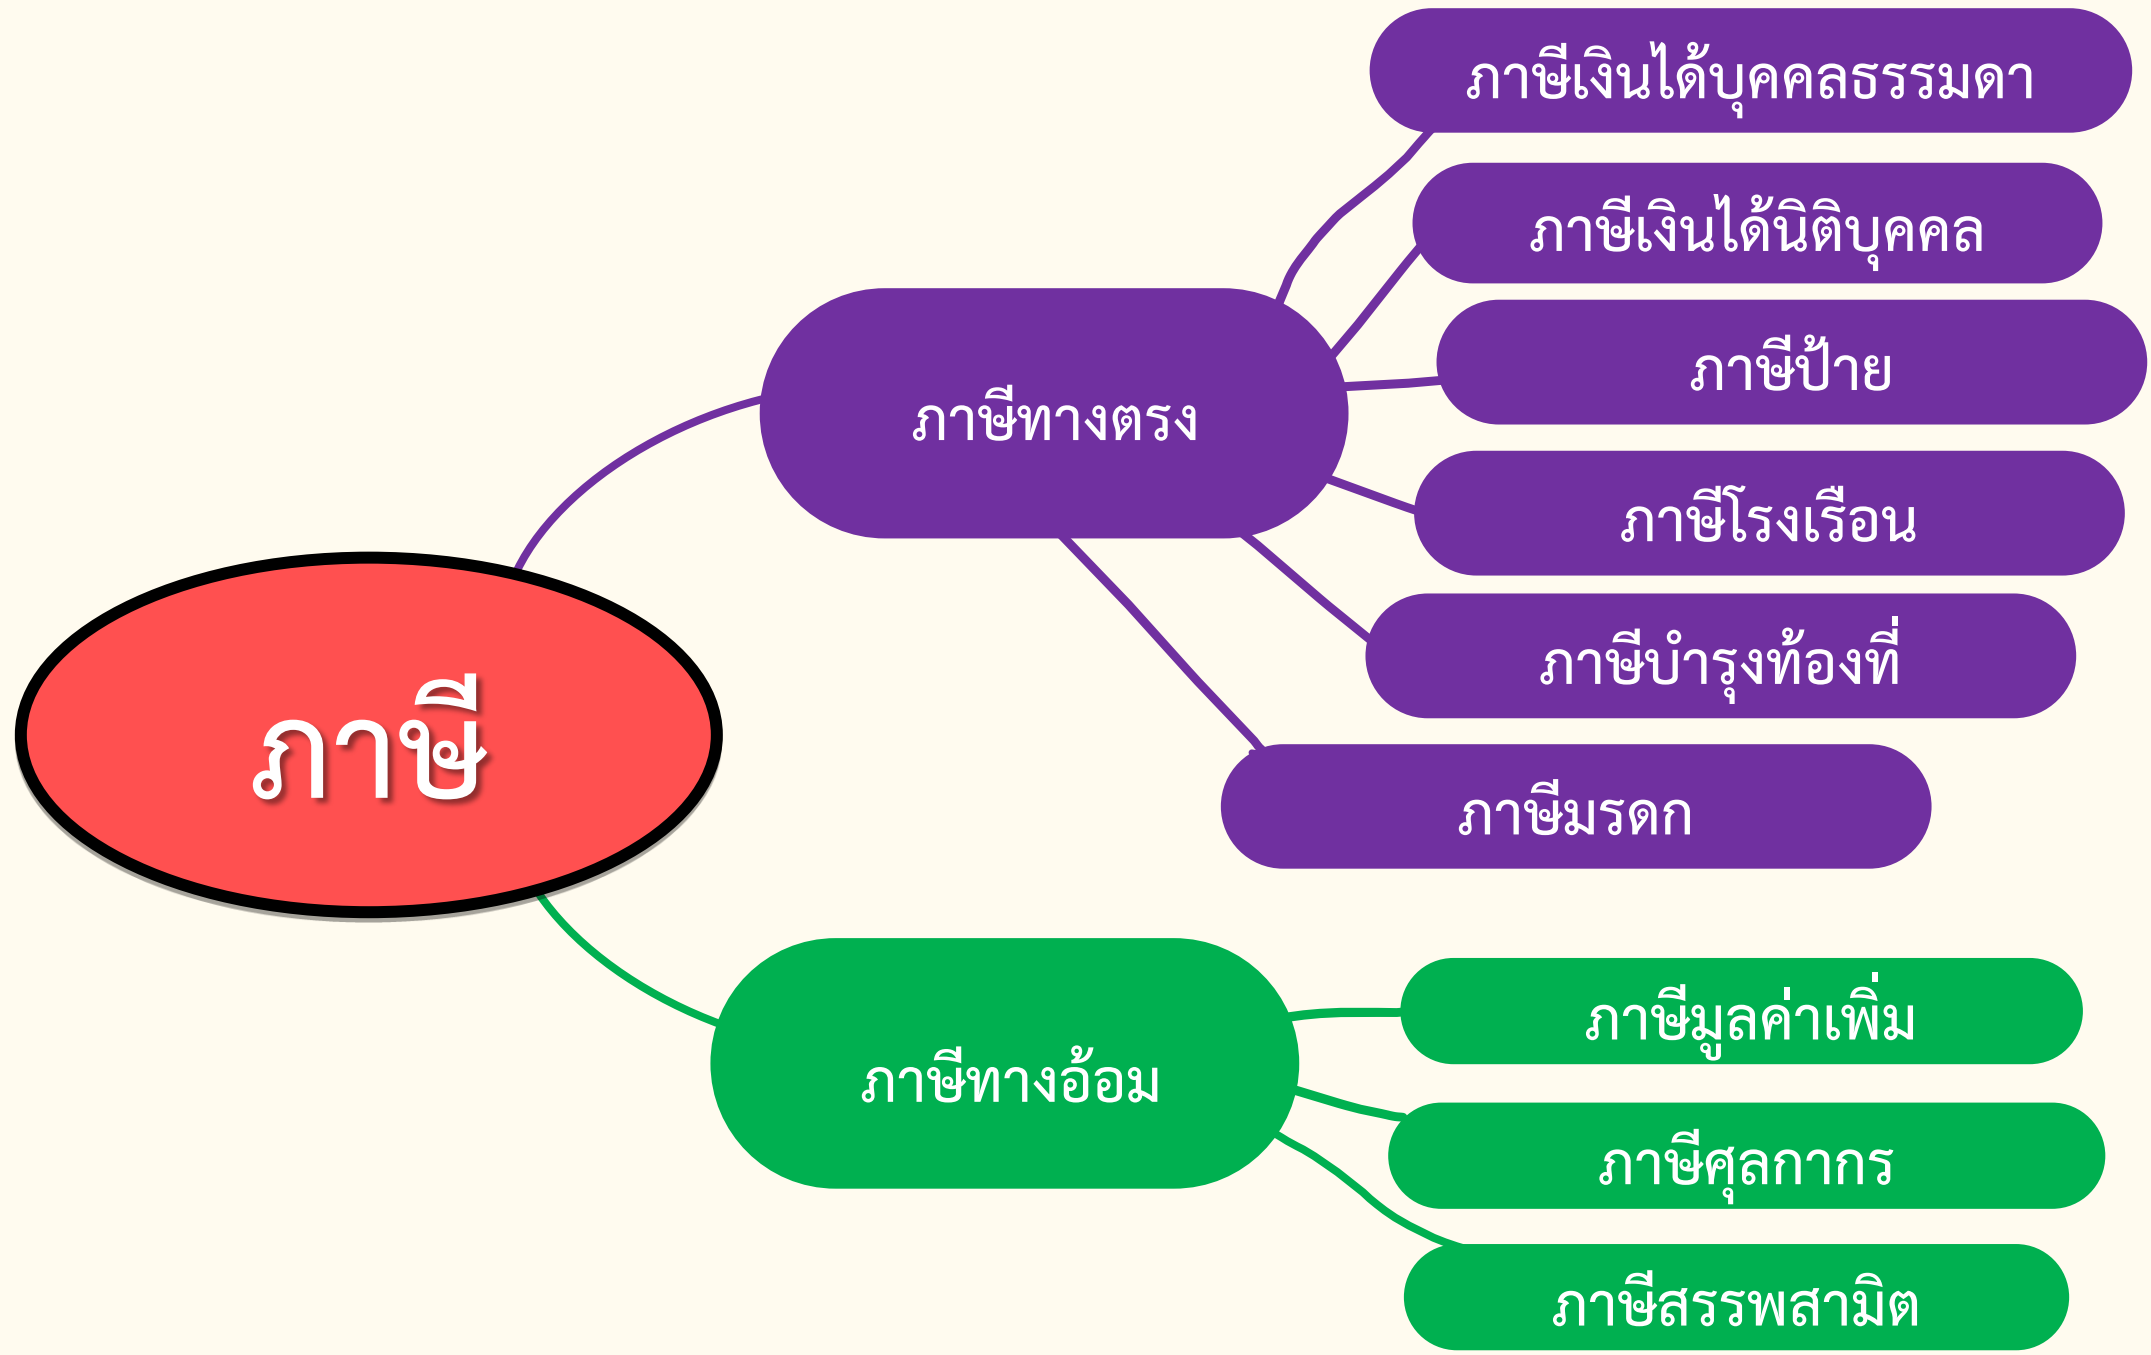 ภาษี
ภาษีทางตรง
ภาษีเงินได้บุคคลธรรมดา
ภาษีเงินได้นิติบุคคล
ภาษีป้าย
ภาษีโรงเรือน
ภาษีบำรุงท้องที่
ภาษีมรดก
ภาษีทางอ้อม
ภาษีมูลค่าเพิ่ม
ภาษีศุลกากร
ภาษีสรรพสามิต